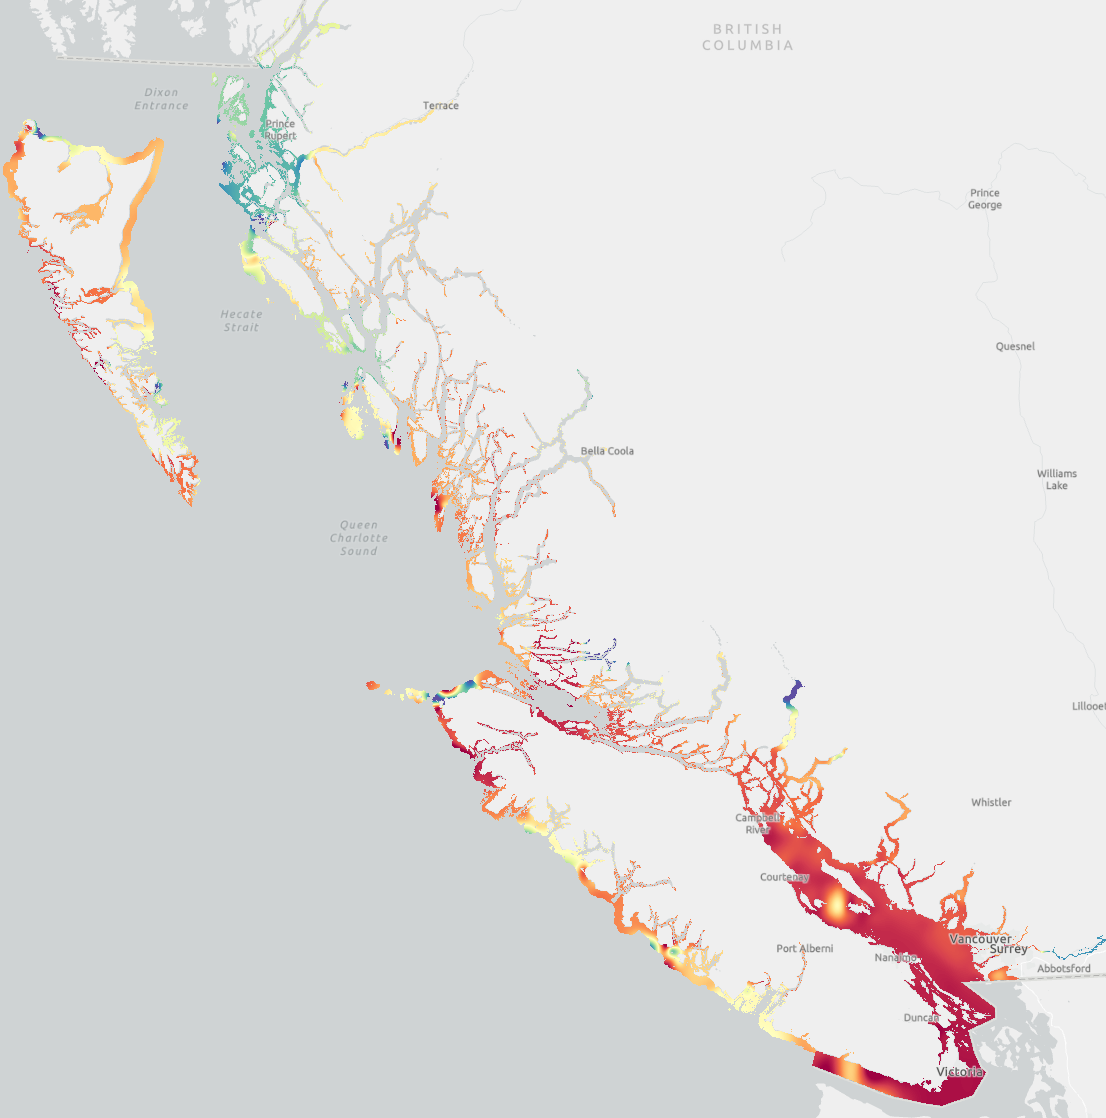 BRITISH
COLUMBIA
Dixon
Entrance
Terrace
Prince
Rupert
Prince
George
Hecate
Strait
Quesnel
Bella Coola
Williams
Lake
Queen
Charlotte
Sound
Lillooet
Whistler
Campbell
River
Courtenay
Vancouver
Surrey
Port Alberni
Nanaimo
Abbotsford
Duncan
Victoria